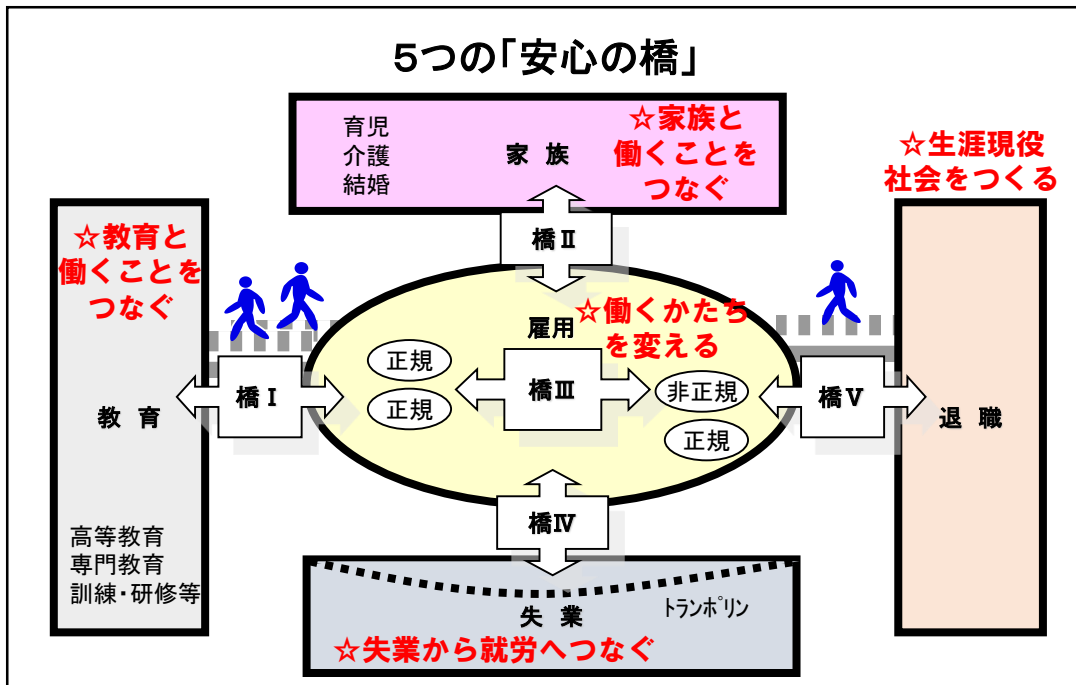 5つの「安心の橋」
育児
介護
結婚
家 族
☆家族と
働くことを
つなぐ
☆生涯現役
社会をつくる
☆教育と
働くことを
つなぐ
橋Ⅱ
雇用
☆働くかたち
を変える
正規
正規
橋Ⅰ
橋Ⅲ
非正規
正規
橋Ⅴ
教 育
退 職
橋Ⅳ
高等教育
専門教育
訓練・研修等
失 業
ﾄﾗﾝﾎﾟﾘﾝ
☆失業から就労へつなぐ